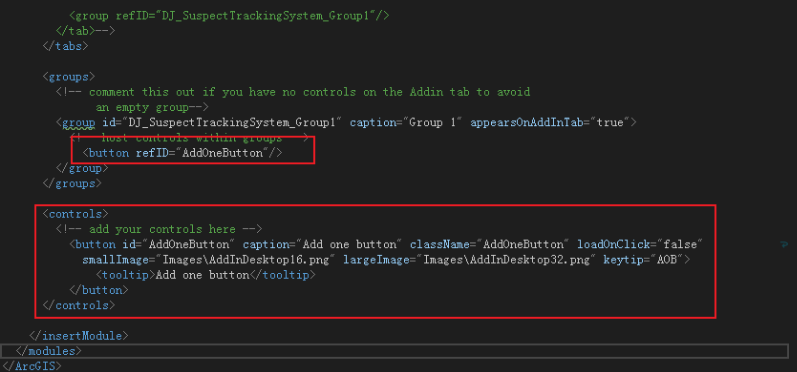 <group refID="DJ_SuspectTrackingSystem_Group1"/>
</tab>-->
</tabs>
<groups>
<!-- comment this out if you have no controls on the Addin tab to avoid
an empty group-->
<group id="DJ_SuspectTrackingSystem_Group1" caption="Group 1" appearsOnAddInTab="true">
<!-- host controls within groups -->
<button refID="AddOneButton"/>
</group>
</groups>
<controls>
<!-- add your controls here -->
<button id="AddOneButton" caption="Add one button" className="AddOneButton" loadOnClick="false"
smallImage="Images\AddInDesktop16.png" largeImage="Images\AddInDesktop32.png" keytip="AOB">
<tooltip>Add one button</tooltip>
</button>
</controls>
</insertModule>
</modules>
</ArcGIS>